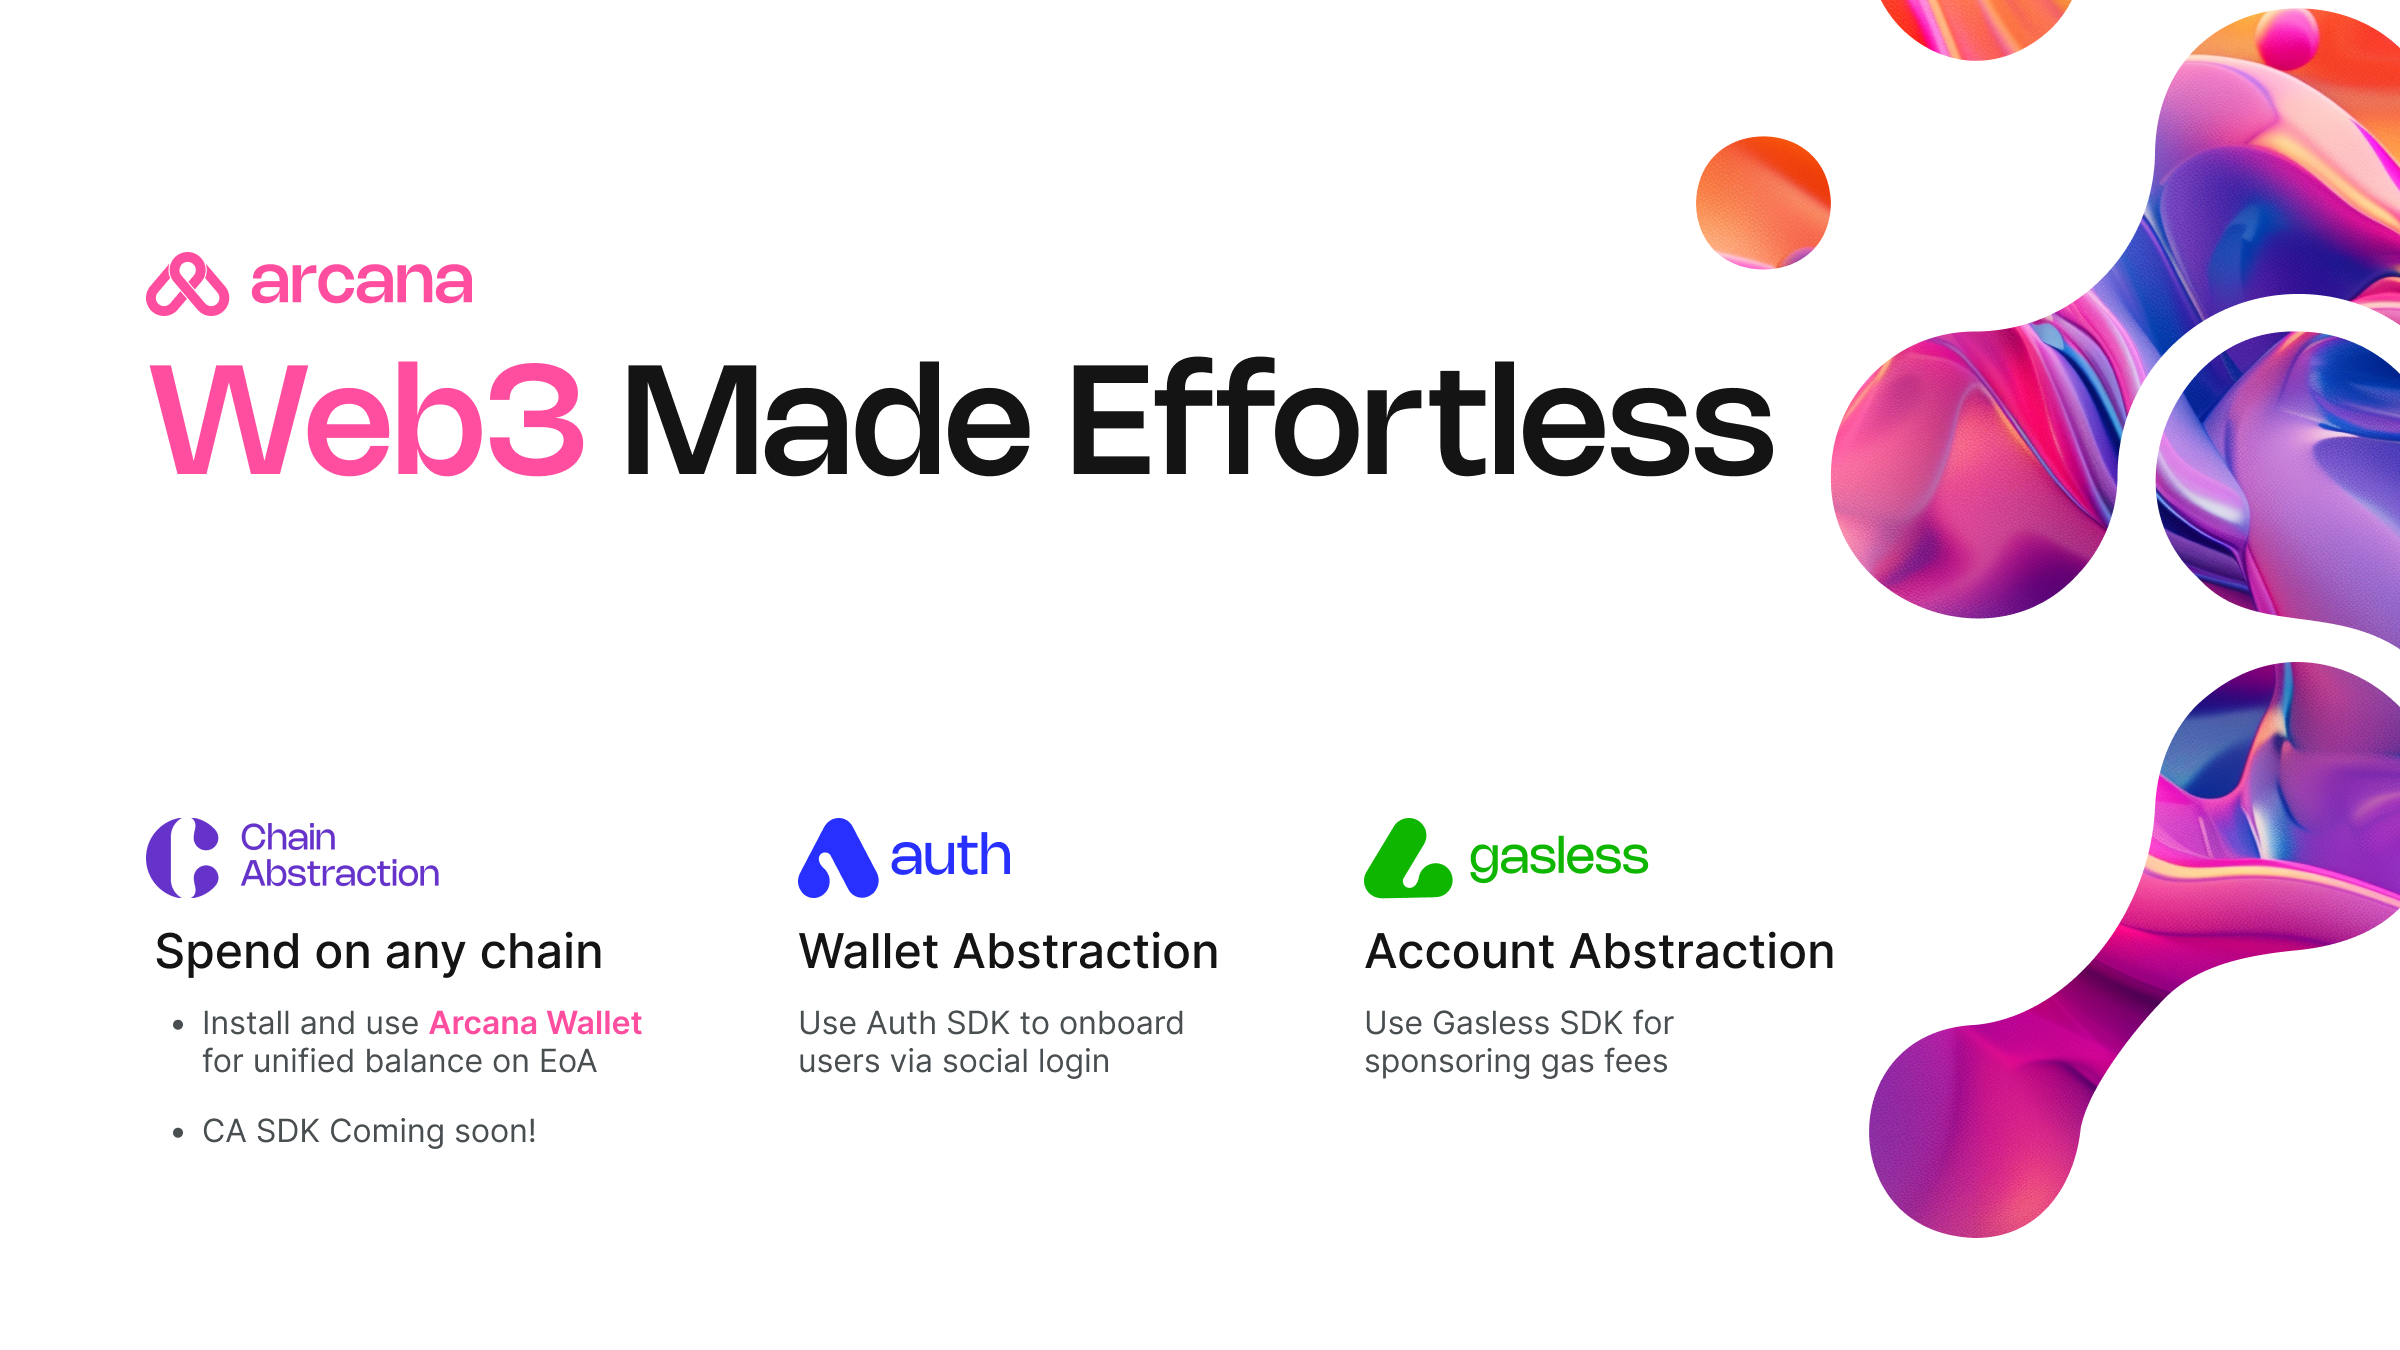 arcana
Web3 Made Effortless
Chain
Abstraction
Spend on any chain
• Install and use Arcana Wallet
for unified balance on EoA
• CA SDK Coming soon!
auth
Wallet Abstraction
Use Auth SDK to onboard
users via social login
gasless
Account Abstraction
Use Gasless SDK for
sponsoring gas fees